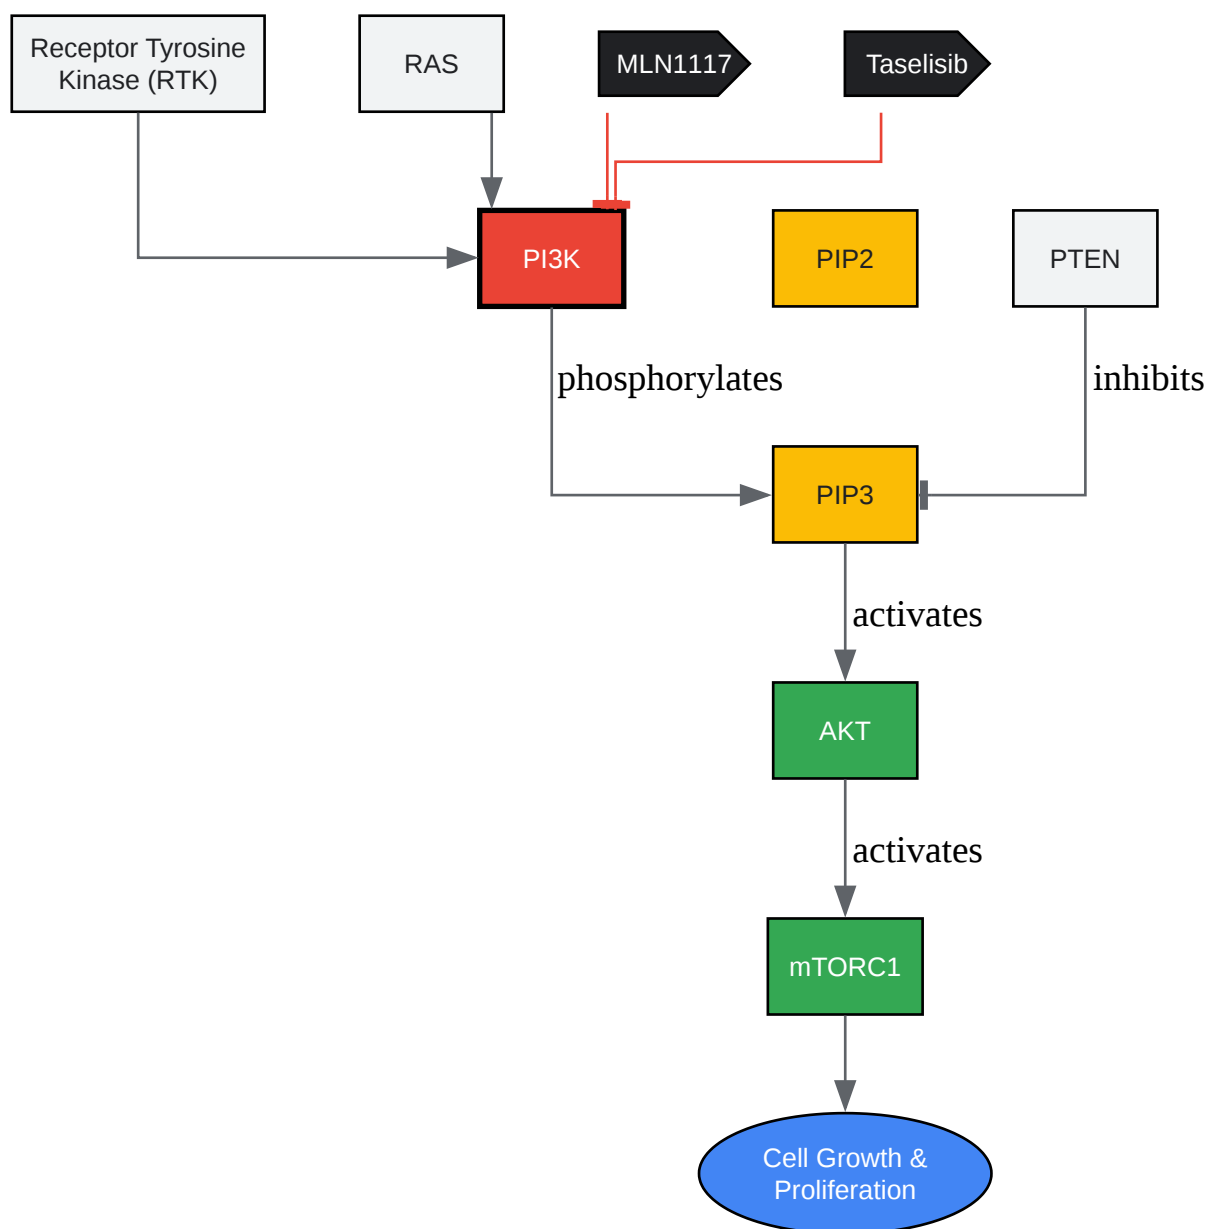 Receptor Tyrosine
Kinase (RTK)
RAS
MLN1117
Taselisib
PI3K
PIP2
PTEN
phosphorylates
inhibits
PIP3
activates
AKT
activates
mTORC1
Cell Growth &
Proliferation